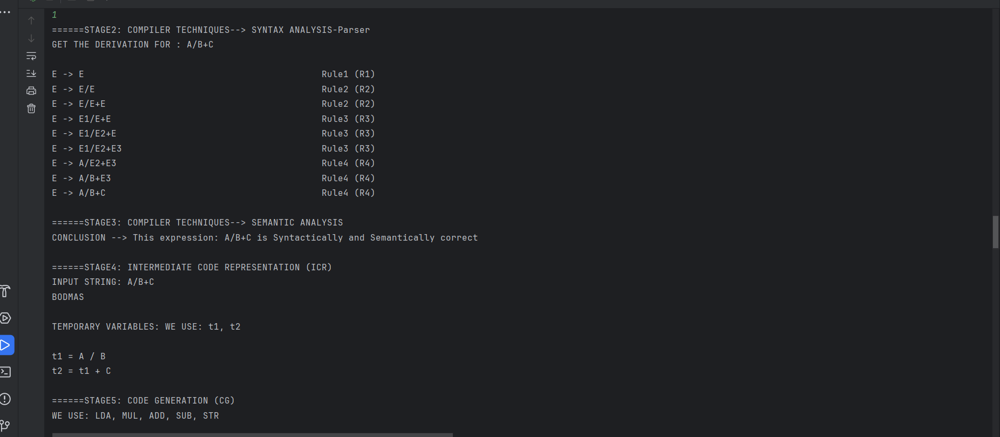 1
======STAGE2: COMPILER TECHNIQUES--> SYNTAX ANALYSIS-Parser
GET THE DERIVATION FOR : A/B+C
E -> E                                            Rule1 (R1)
E -> E/E                                          Rule2 (R2)
E -> E/E+E                                        Rule2 (R2)
E -> E1/E+E                                       Rule3 (R3)
E -> E1/E2+E                                      Rule3 (R3)
E -> E1/E2+E3                                     Rule3 (R3)
E -> A/E2+E3                                      Rule4 (R4)
E -> A/B+E3                                       Rule4 (R4)
E -> A/B+C                                        Rule4 (R4)
======STAGE3: COMPILER TECHNIQUES--> SEMANTIC ANALYSIS
CONCLUSION --> This expression: A/B+C is Syntactically and Semantically correct
======STAGE4: INTERMEDIATE CODE REPRESENTATION (ICR)
INPUT STRING: A/B+C
BODMAS
TEMPORARY VARIABLES: WE USE: t1, t2
t1 = A / B
t2 = t1 + C
======STAGE5: CODE GENERATION (CG)
WE USE: LDA, MUL, ADD, SUB, STR